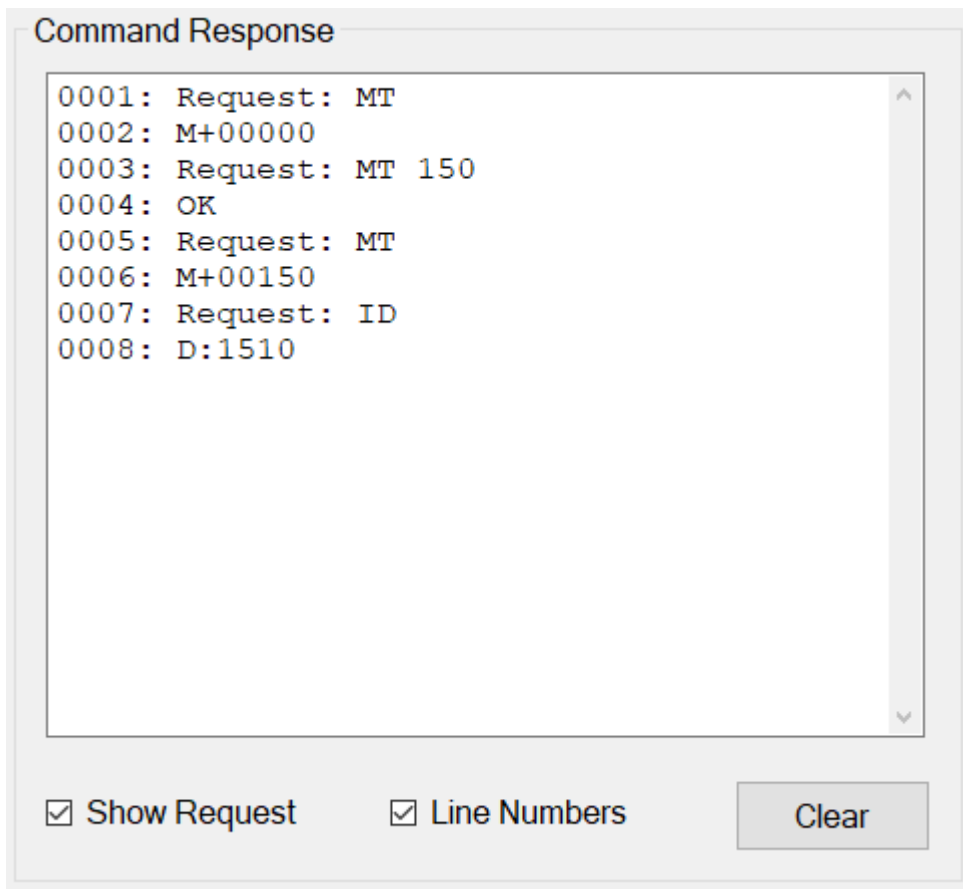 Command Response
0001: Request: MT
0002: M+00000
0003: Request: MT 150
0004: OK
0005: Request: MT
0006: M+00150
0007: Request: ID
0008: D:1510
Show Request Line Numbers Clear